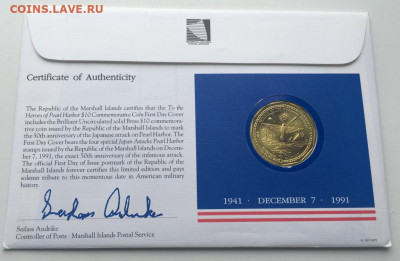 coins.lave.ru
Certificate of Authenticity
The Republic of the Marshall Islands certifies that the To the
Heroes of Pearl Harbor $10 Commemorative Coin First Day Cover
includes the Brilliant Uncirculated solid Brass $10 commemora-
tive coin issued by the Republic of the Marshall Islands to mark
the 50th anniversary of the Japanese attack on Pearl Harbor. The
First Day Cover bears the four special Japan Attacks Pearl Harbor
stamps issued by the Republic of the Marshall Islands on Decem-
ber 7, 1991, the exact 50th anniversary of the infamous attack.
The official First Day of Issue postmark of the Republic of the
Marshall Islands forever certifies this limited edition and pays
solemn tribute to this momentous date in American military
history.
Seifass Andrike
Controller of Posts · Marshall Islands Postal Service
1941 · DECEMBER 7 · 1991